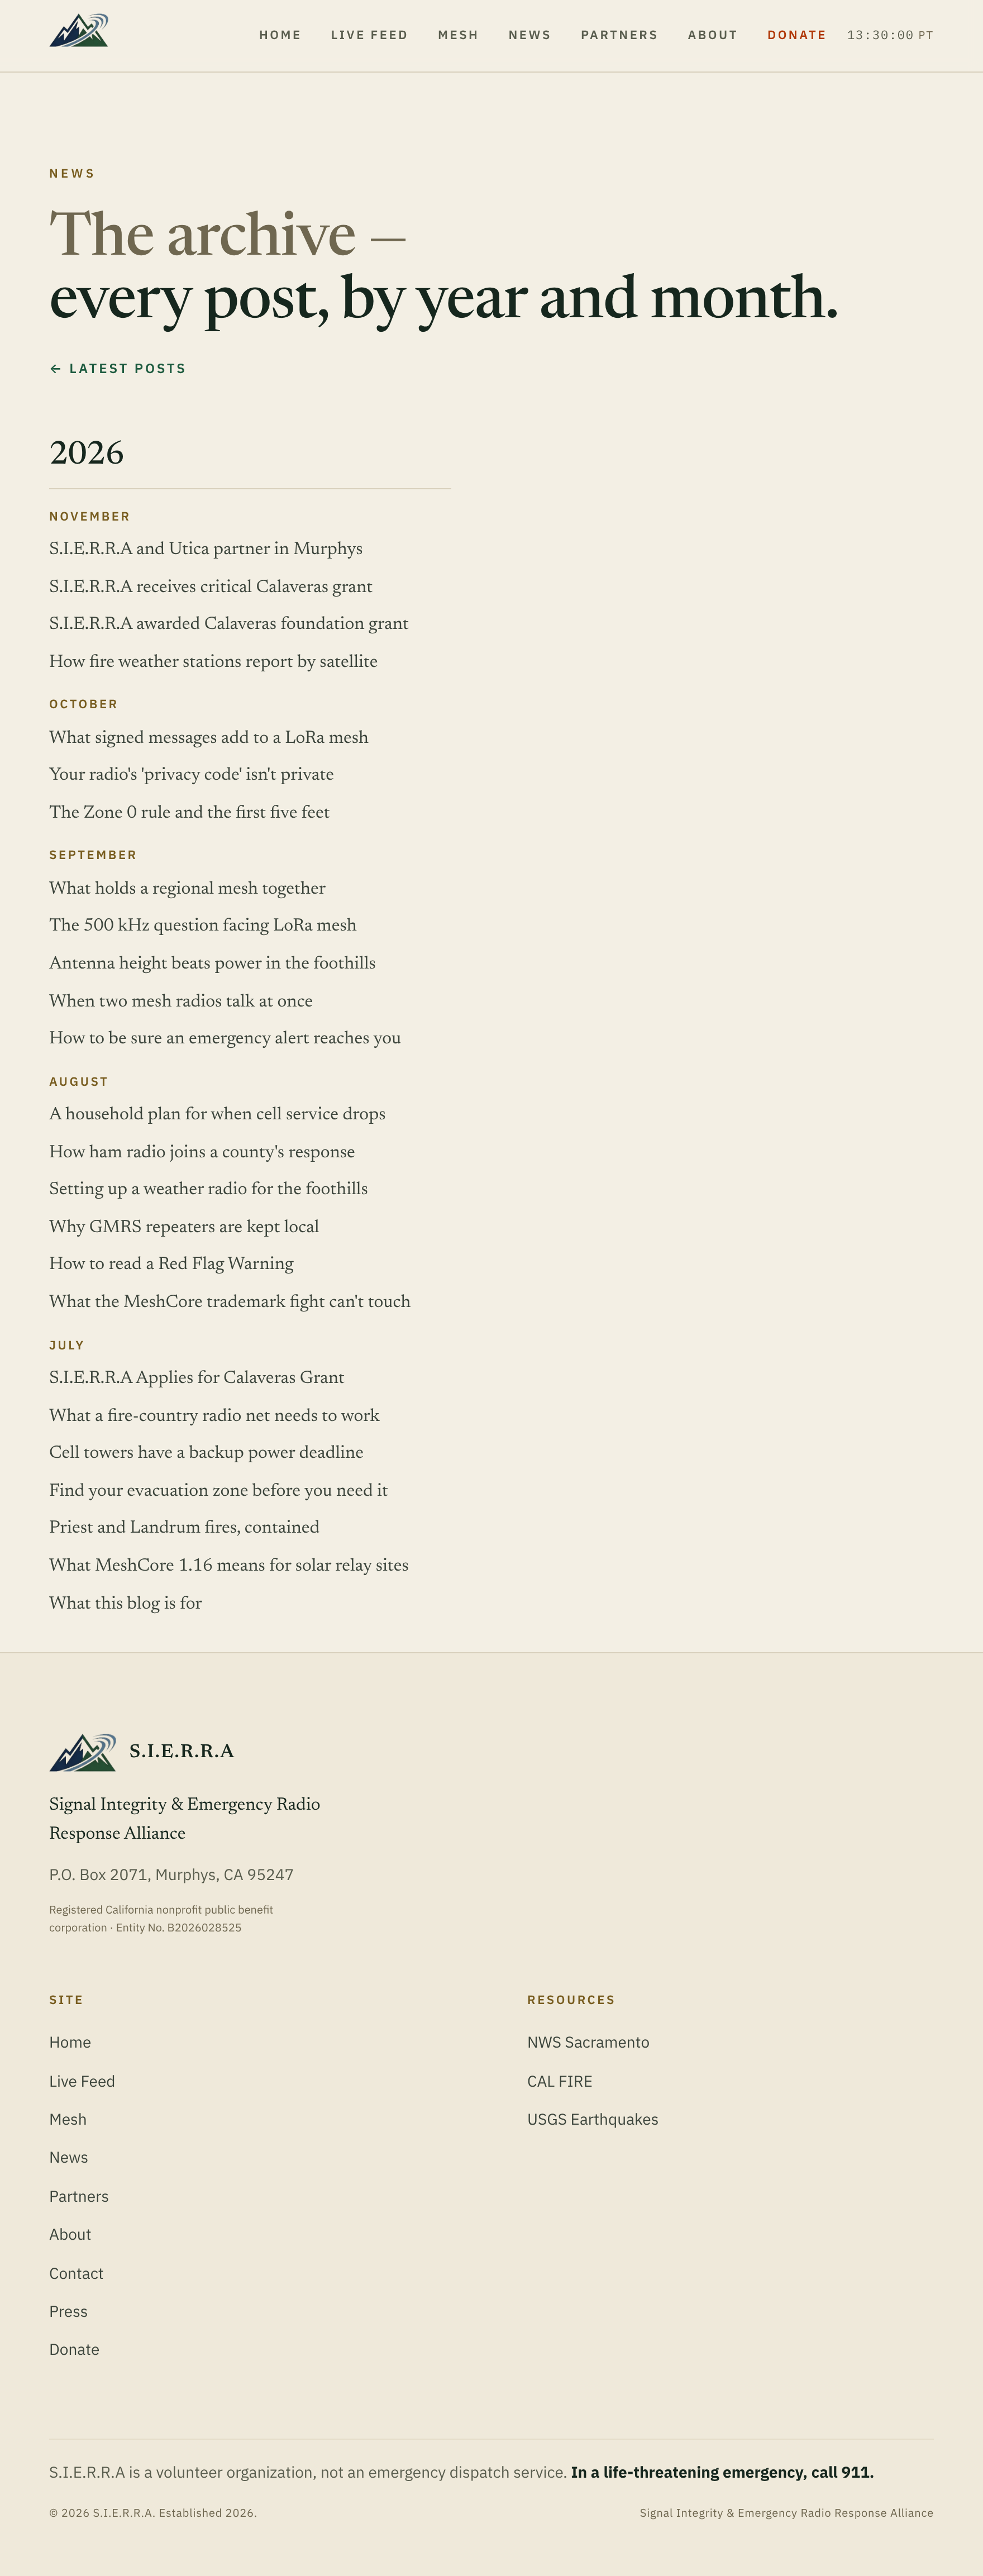 HOME LIVE FEED MESH NEWS PARTNERS ABOUT DONATE 13:30:00 PT
NEWS
The archive —
every post, by year and month.
← LATEST POSTS
2026
NOVEMBER
S.I.E.R.R.A and Utica partner in Murphys
S.I.E.R.R.A receives critical Calaveras grant
S.I.E.R.R.A awarded Calaveras foundation grant
How fire weather stations report by satellite
OCTOBER
What signed messages add to a LoRa mesh
Your radio's 'privacy code' isn't private
The Zone 0 rule and the first five feet
SEPTEMBER
What holds a regional mesh together
The 500 kHz question facing LoRa mesh
Antenna height beats power in the foothills
When two mesh radios talk at once
How to be sure an emergency alert reaches you
AUGUST
A household plan for when cell service drops
How ham radio joins a county's response
Setting up a weather radio for the foothills
Why GMRS repeaters are kept local
How to read a Red Flag Warning
What the MeshCore trademark fight can't touch
JULY
S.I.E.R.R.A Applies for Calaveras Grant
What a fire-country radio net needs to work
Cell towers have a backup power deadline
Find your evacuation zone before you need it
Priest and Landrum fires, contained
What MeshCore 1.16 means for solar relay sites
What this blog is for
S.I.E.R.R.A
Signal Integrity & Emergency Radio
Response Alliance
P.O. Box 2071, Murphys, CA 95247
Registered California nonprofit public benefit
corporation · Entity No. B2026028525
SITE
Home
Live Feed
Mesh
News
Partners
About
Contact
Press
Donate
RESOURCES
NWS Sacramento
CAL FIRE
USGS Earthquakes
S.I.E.R.R.A is a volunteer organization, not an emergency dispatch service. In a life-threatening emergency, call 911.
© 2026 S.I.E.R.R.A. Established 2026.
Signal Integrity & Emergency Radio Response Alliance